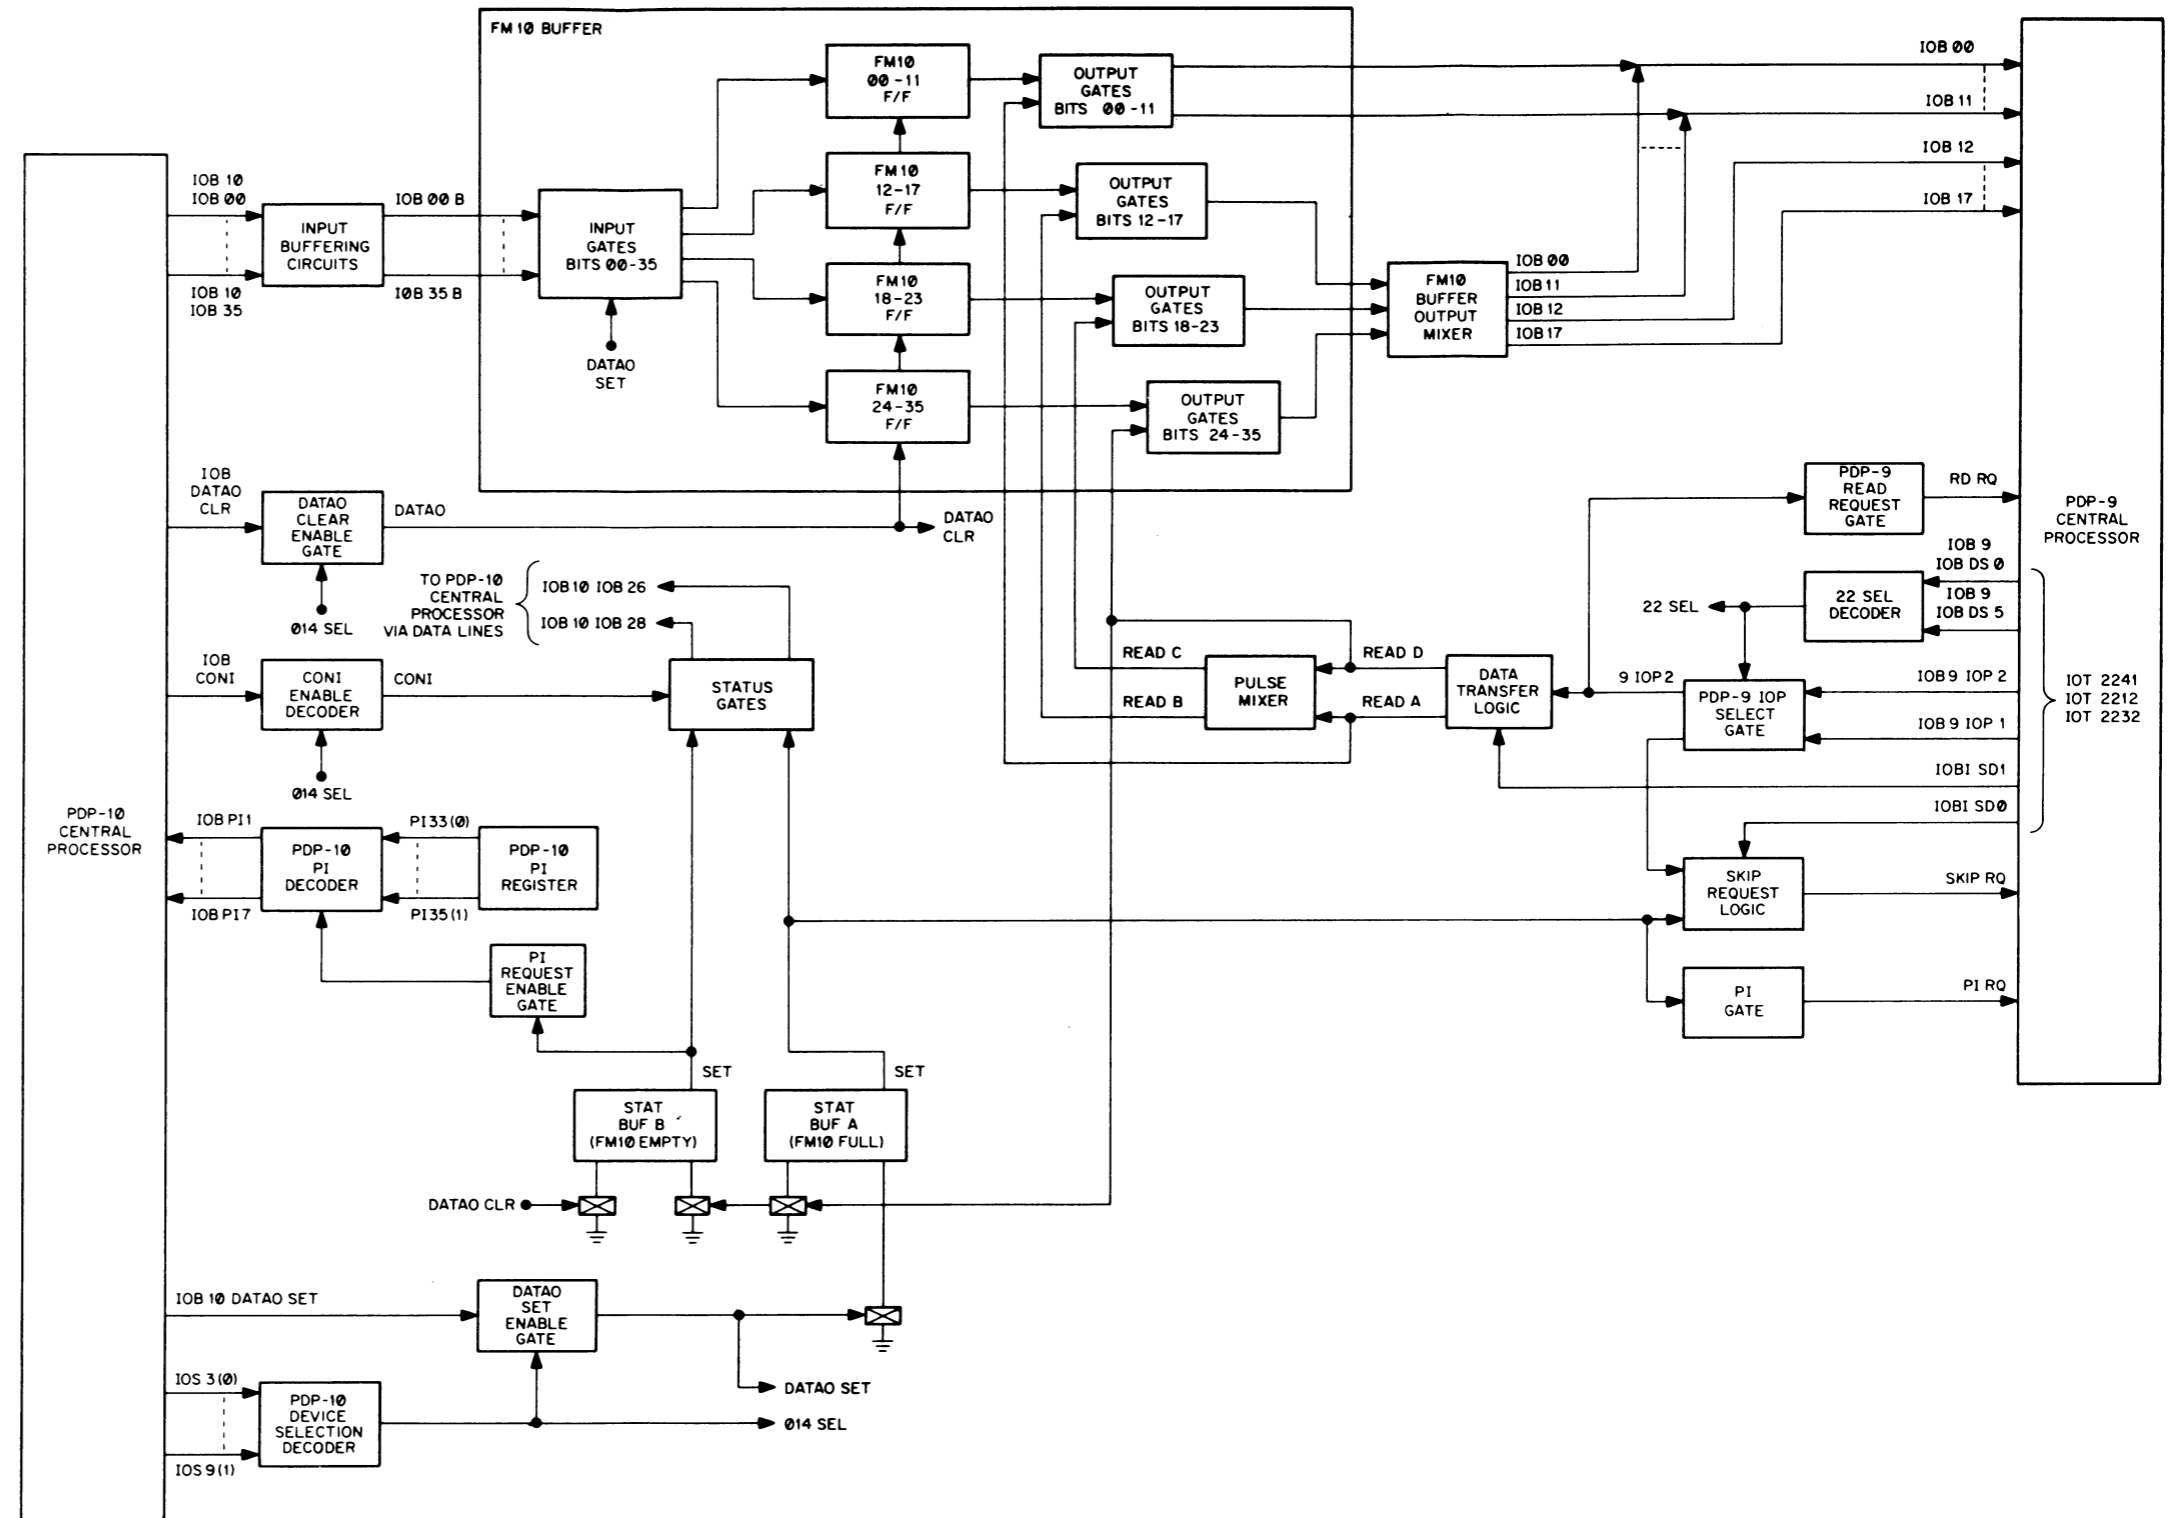 FM10 BUFFER
FM10
00-11
F/F
OUTPUT
GATES
BITS 00-11
IOB 00
IOB 11
IOB 12
IOB 17
FM10
12-17
F/F
OUTPUT
GATES
BITS 12-17
IOB 10
IOB 00
INPUT
BUFFERING
CIRCUITS
IOB 00 B
IOB 10
IOB 35
IOB 35 B
INPUT
GATES
BITS 00-35
DATAO
SET
FM10
18-23
F/F
OUTPUT
GATES
BITS 18-23
FM10
BUFFER
OUTPUT
MIXER
IOB 00
IOB 11
IOB 12
IOB 17
FM10
24-35
F/F
OUTPUT
GATES
BITS 24-35
IOB
DATAO
CLR
DATAO
CLEAR
ENABLE
GATE
DATAO
DATAO
CLR
014 SEL
PDP-9
READ
REQUEST
GATE
RD RQ
PDP-9
CENTRAL
PROCESSOR
TO PDP-10
CENTRAL
PROCESSOR
VIA DATA LINES
IOB 10 IOB 26
IOB 10 IOB 28
22 SEL
22 SEL
DECODER
IOB 9
IOB DS 0
IOB 9
IOB DS 5
IOB
CONI
CONI
ENABLE
DECODER
CONI
014 SEL
STATUS
GATES
READ C
READ B
PULSE
MIXER
READ D
READ A
DATA
TRANSFER
LOGIC
9 IOP 2
PDP-9 IOP
SELECT
GATE
IOB 9 IOP 2
IOB 9 IOP 1
IOBI SD1
IOBI SD0
IOT 2241
IOT 2212
IOT 2232
PDP-10
CENTRAL
PROCESSOR
IOB PI1
IOB PI7
PDP-10
PI
DECODER
PI33(0)
PI35(1)
PDP-10
PI
REGISTER
SKIP
REQUEST
LOGIC
SKIP RQ
PI
REQUEST
ENABLE
GATE
PI
GATE
PI RQ
SET
SET
STAT
BUF B
(FM10 EMPTY)
STAT
BUF A
(FM10 FULL)
DATAO CLR
IOB 10 DATAO SET
DATAO
SET
ENABLE
GATE
DATAO SET
IOS 3(0)
IOS 9(1)
PDP-10
DEVICE
SELECTION
DECODER
014 SEL